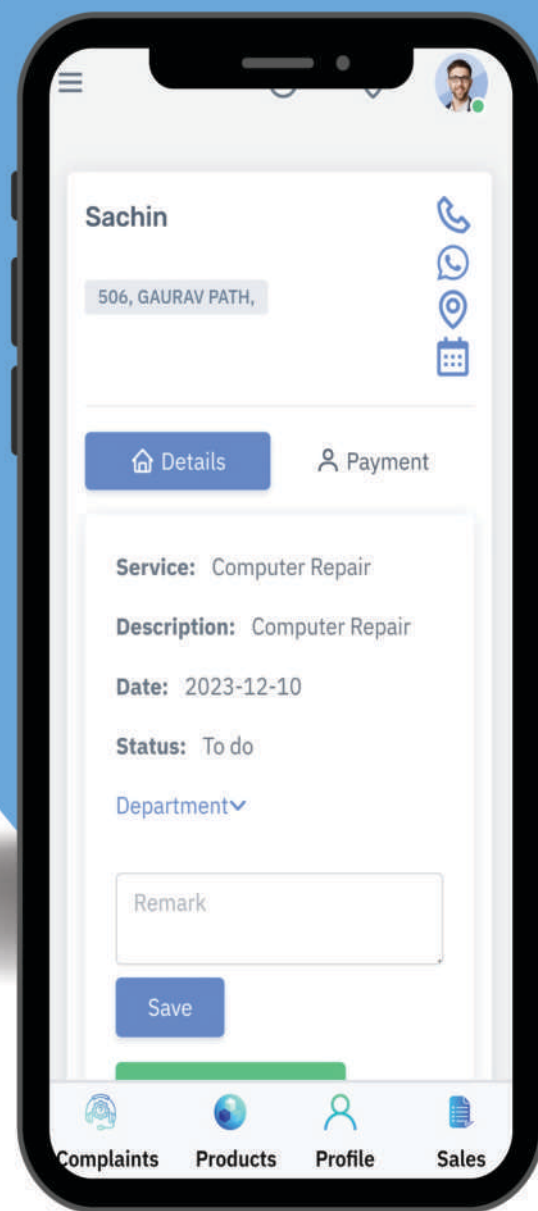 Sachin
506, GAURAV PATH,
Details
Payment
Service: Computer Repair
Description: Computer Repair
Date: 2023-12-10
Status: To do
Department
Remark
Save
Complaints
Products
Profile
Sales